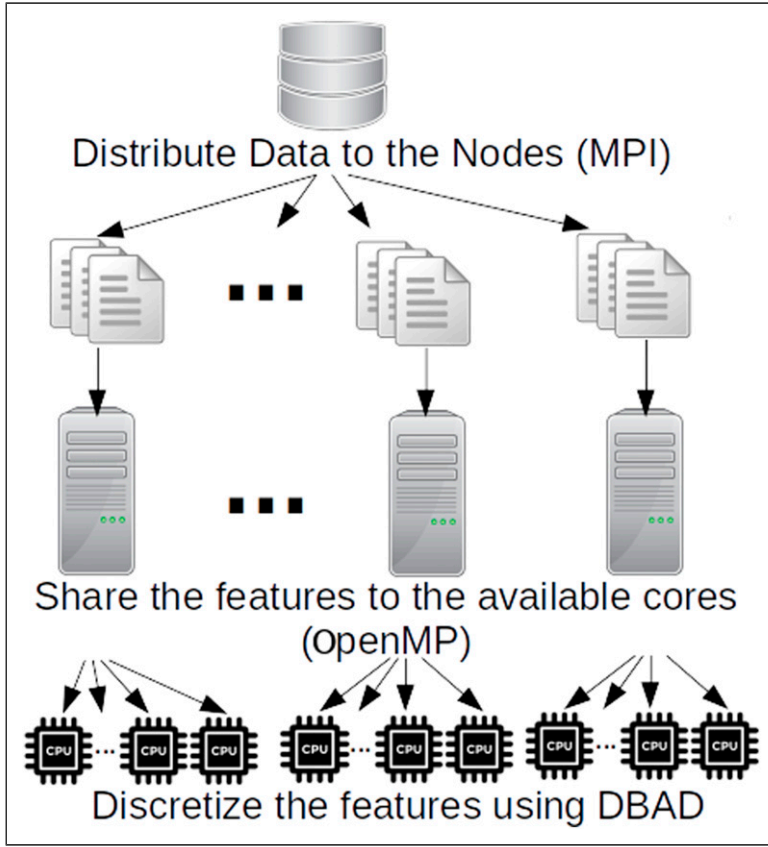 Distribute Data to the Nodes (MPI)
...
...
Share the features to the available cores
(OpenMP)
CPU ... CPU CPU CPU ... CPU CPU CPU ... CPU CPU
Discretize the features using DBAD